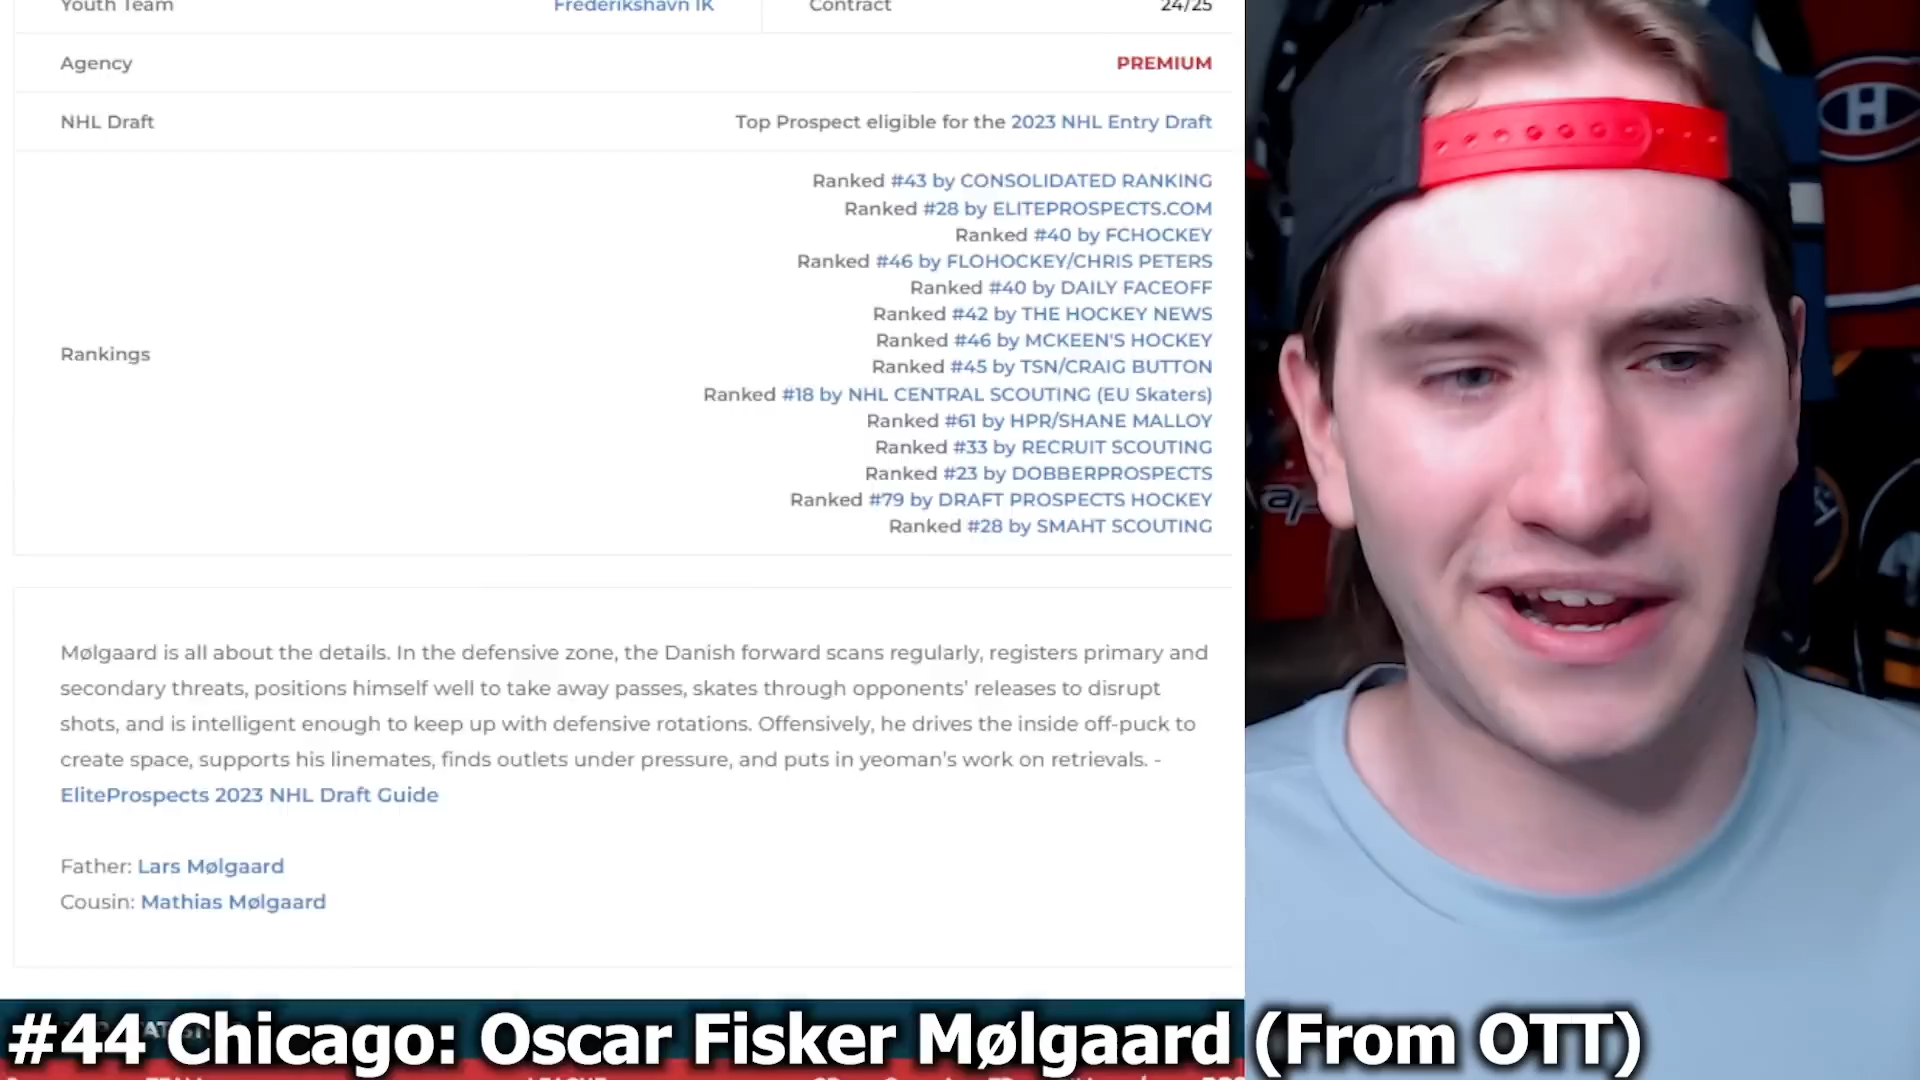 Youth Team Frederikshavn IK Contract 24/25
Agency PREMIUM
NHL Draft Top Prospect eligible for the 2023 NHL Entry Draft
Rankings
Ranked #43 by CONSOLIDATED RANKING
Ranked #28 by ELITEPROSPECTS.COM
Ranked #40 by FCHOCKEY
Ranked #46 by FLOHOCKEY/CHRIS PETERS
Ranked #40 by DAILY FACEOFF
Ranked #42 by THE HOCKEY NEWS
Ranked #46 by MCKEEN'S HOCKEY
Ranked #45 by TSN/CRAIG BUTTON
Ranked #18 by NHL CENTRAL SCOUTING (EU Skaters)
Ranked #61 by HPR/SHANE MALLOY
Ranked #33 by RECRUIT SCOUTING
Ranked #23 by DOBBERPROSPECTS
Ranked #79 by DRAFT PROSPECTS HOCKEY
Ranked #28 by SMAHT SCOUTING
Mølgaard is all about the details. In the defensive zone, the Danish forward scans regularly, registers primary and
secondary threats, positions himself well to take away passes, skates through opponents' releases to disrupt
shots, and is intelligent enough to keep up with defensive rotations. Offensively, he drives the inside off-puck to
create space, supports his linemates, finds outlets under pressure, and puts in yeoman's work on retrievals. -
EliteProspects 2023 NHL Draft Guide
Father: Lars Mølgaard
Cousin: Mathias Mølgaard
#44 Chicago: Oscar Fisker Mølgaard (From OTT)